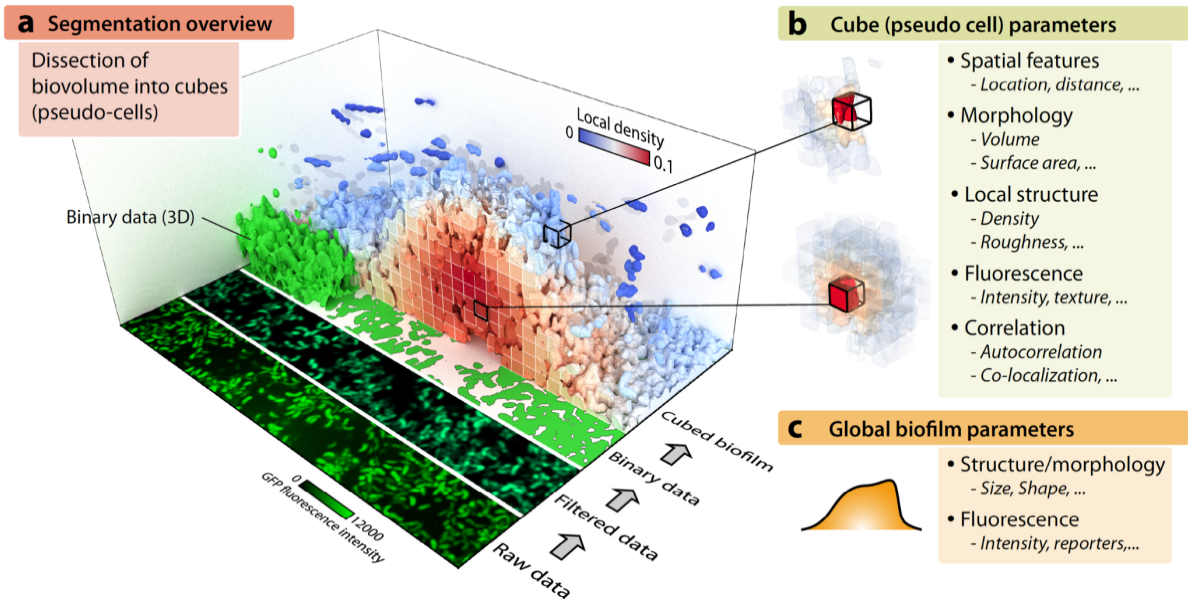 a Segmentation overview
Dissection of
biovolume into cubes
(pseudo-cells)
Local density
0
0.1
Binary data (3D)
0
12000
GFP fluorescence intensity
Cubed biofilm
Binary data
Filtered data
Raw data
b Cube (pseudo cell) parameters
• Spatial features
- Location, distance, ...
• Morphology
- Volume
- Surface area, ...
• Local structure
- Density
- Roughness, ...
• Fluorescence
- Intensity, texture, ...
• Correlation
- Autocorrelation
- Co-localization, ...
c Global biofilm parameters
• Structure/morphology
- Size, Shape, ...
• Fluorescence
- Intensity, reporters,...